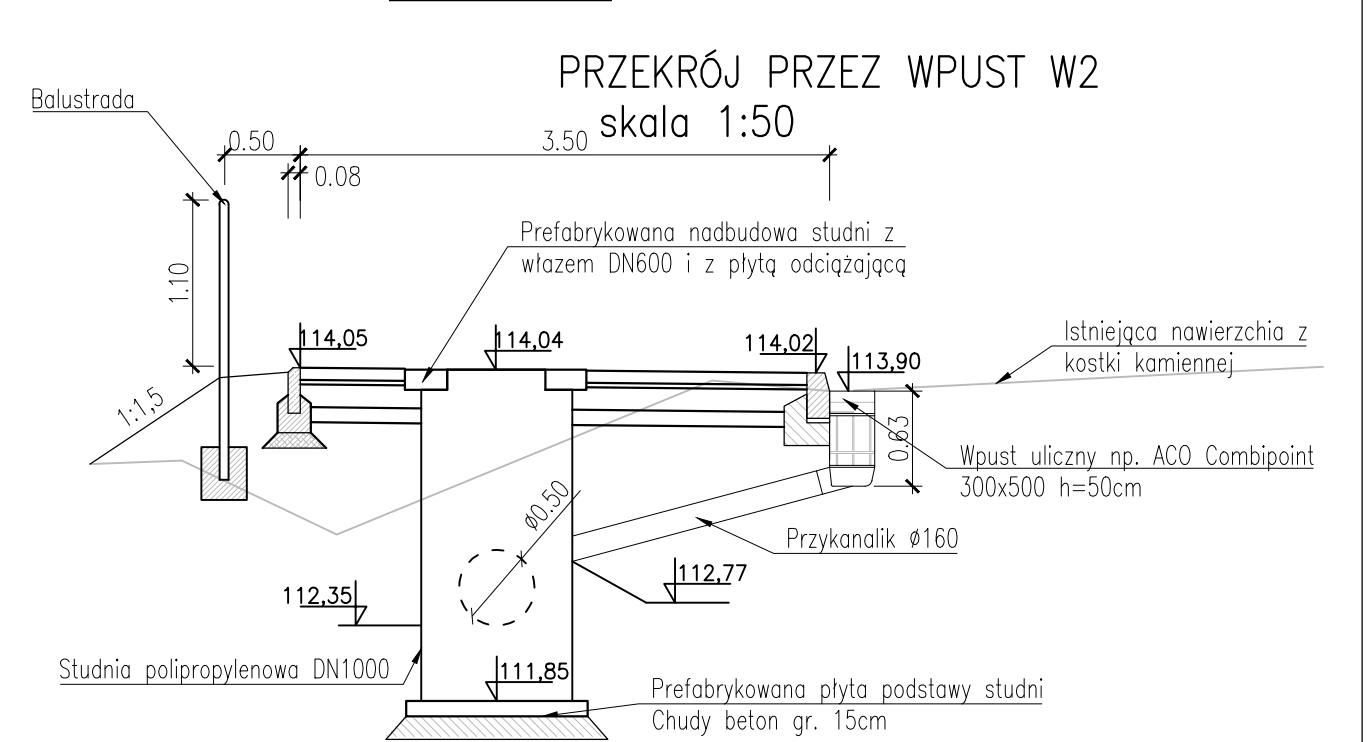 PRZEKRÓJ PRZEZ WPUST W2
skala 1:50
Balustrada
0.50
3.50
0.08
1.10
Prefabrykowana nadbudowa studni z
włazem DN600 i z płytą odciążającą
114,05
114,04
114,02
113,90
Istniejąca nawierzchia z
kostki kamiennej
1:1,5
0.63
Wpust uliczny np. ACO Combipoint
300x500 h=50cm
ø0.50
Przykanalik ø160
112,77
112,35
Studnia polipropylenowa DN1000
111,85
Prefabrykowana płyta podstawy studni
Chudy beton gr. 15cm